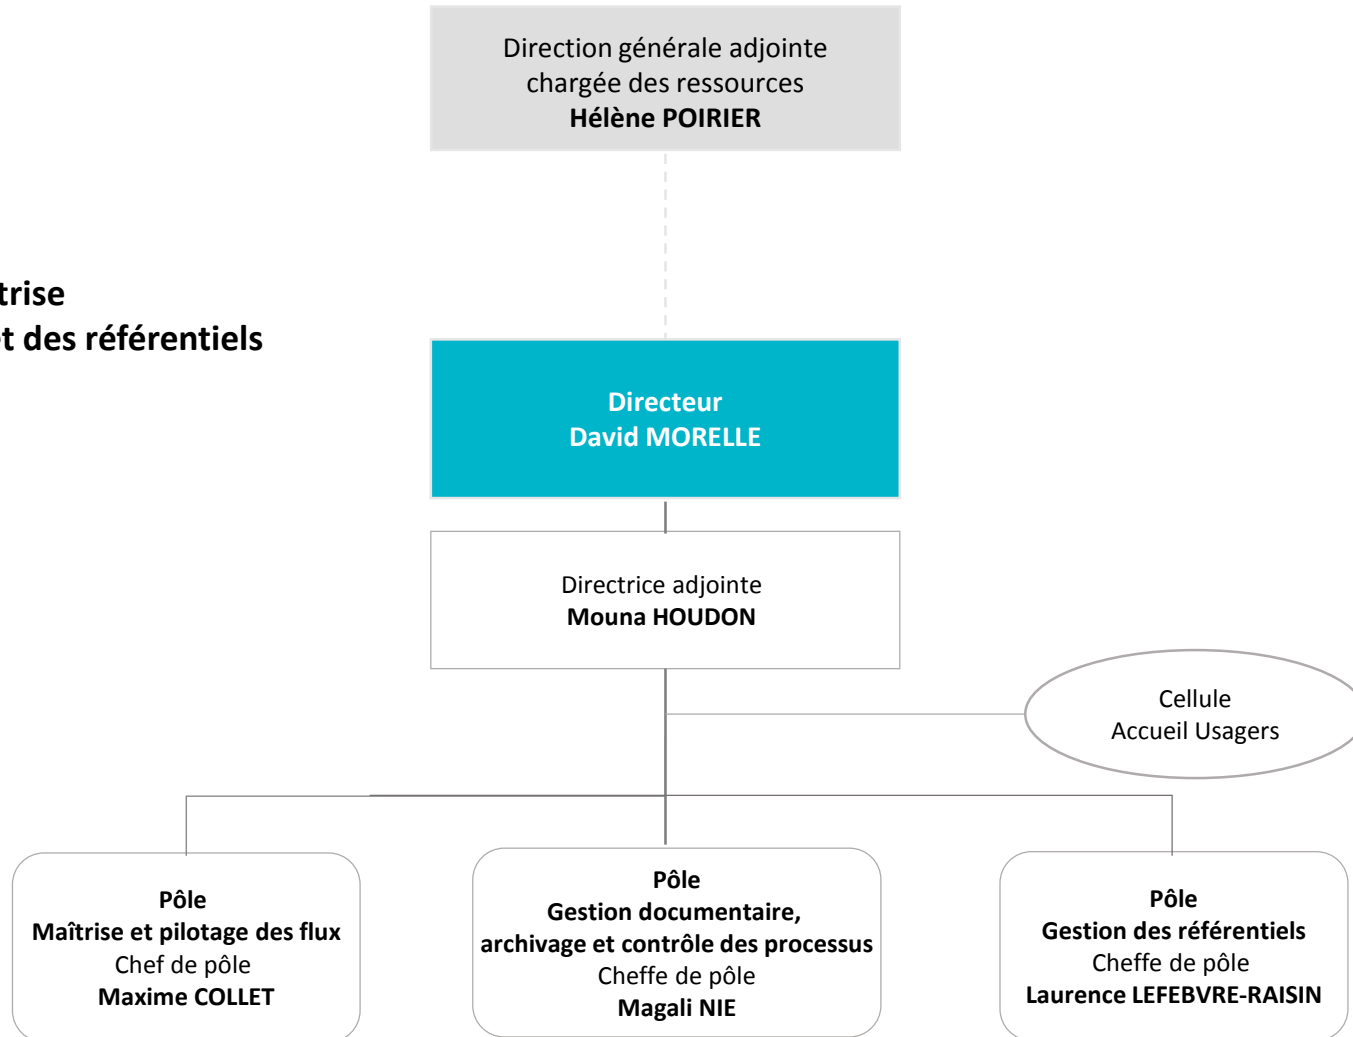 Direction générale adjointe
chargée des ressources
Hélène POIRIER
trise
et des référentiels
Directeur
David MORELLE
Directrice adjointe
Mouna HOUDON
Cellule
Accueil Usagers
Pôle
Maîtrise et pilotage des flux
Chef de pôle
Maxime COLLET
Pôle
Gestion documentaire,
archivage et contrôle des processus
Cheffe de pôle
Magali NIE
Pôle
Gestion des référentiels
Cheffe de pôle
Laurence LEFEBVRE-RAISIN